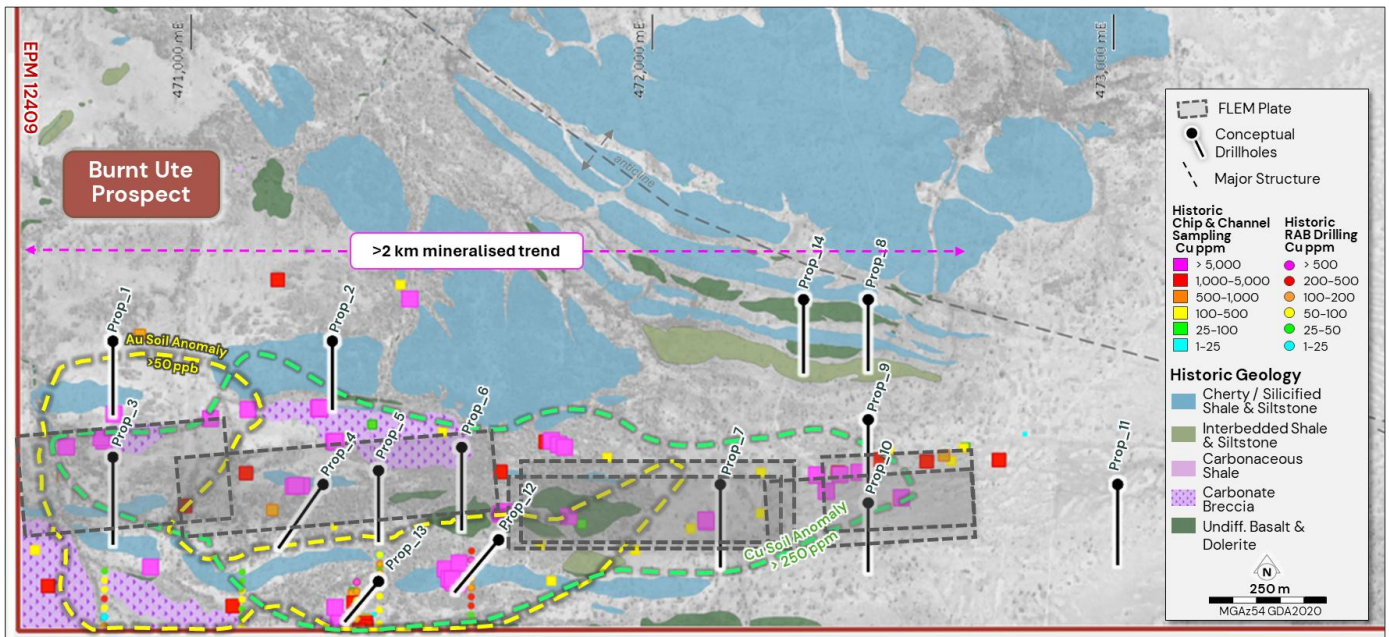 EPM 12409
471,000 mE
472,000 mE
473,000 mE
Burnt Ute
Prospect
anticline
>2 km mineralised trend
Prop_14
Prop_8
Prop_1
Prop_2
Au Soil Anomaly
>50 ppb
Prop_3
Prop_4
Prop_5
Prop_6
Prop_7
Prop_9
Prop_10
Prop_11
Prop_12
Prop_13
Cu Soil Anomaly
> 250 ppm
FLEM Plate
Conceptual
Drillholes
Major Structure
Historic
Chip & Channel
Sampling
Cu ppm
> 5,000
1,000-5,000
500-1,000
100-500
25-100
1-25
Historic
RAB Drilling
Cu ppm
> 500
200-500
100-200
50-100
25-50
1-25
Historic Geology
Cherty / Silicified
Shale & Siltstone
Interbedded Shale
& Siltstone
Carbonaceous
Shale
Carbonate
Breccia
Undiff. Basalt &
Dolerite
N
250 m
MGAz54 GDA2020